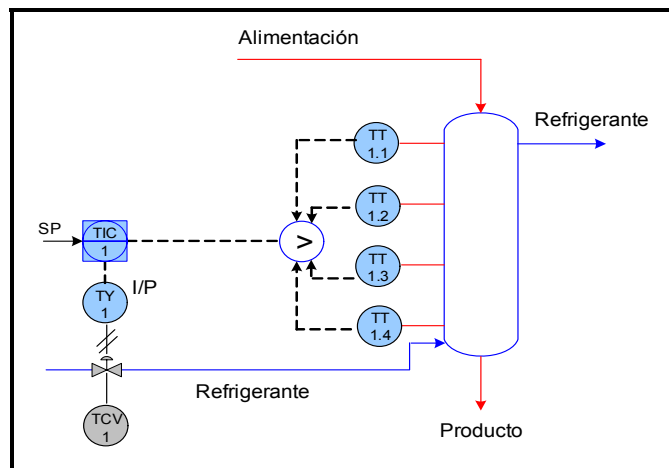 Alimentación
Refrigerante
TT
1.1
TT
1.2
SP
TIC
1
>
TT
1.3
I/P
TY
1
TT
1.4
Refrigerante
TCV
1
Producto